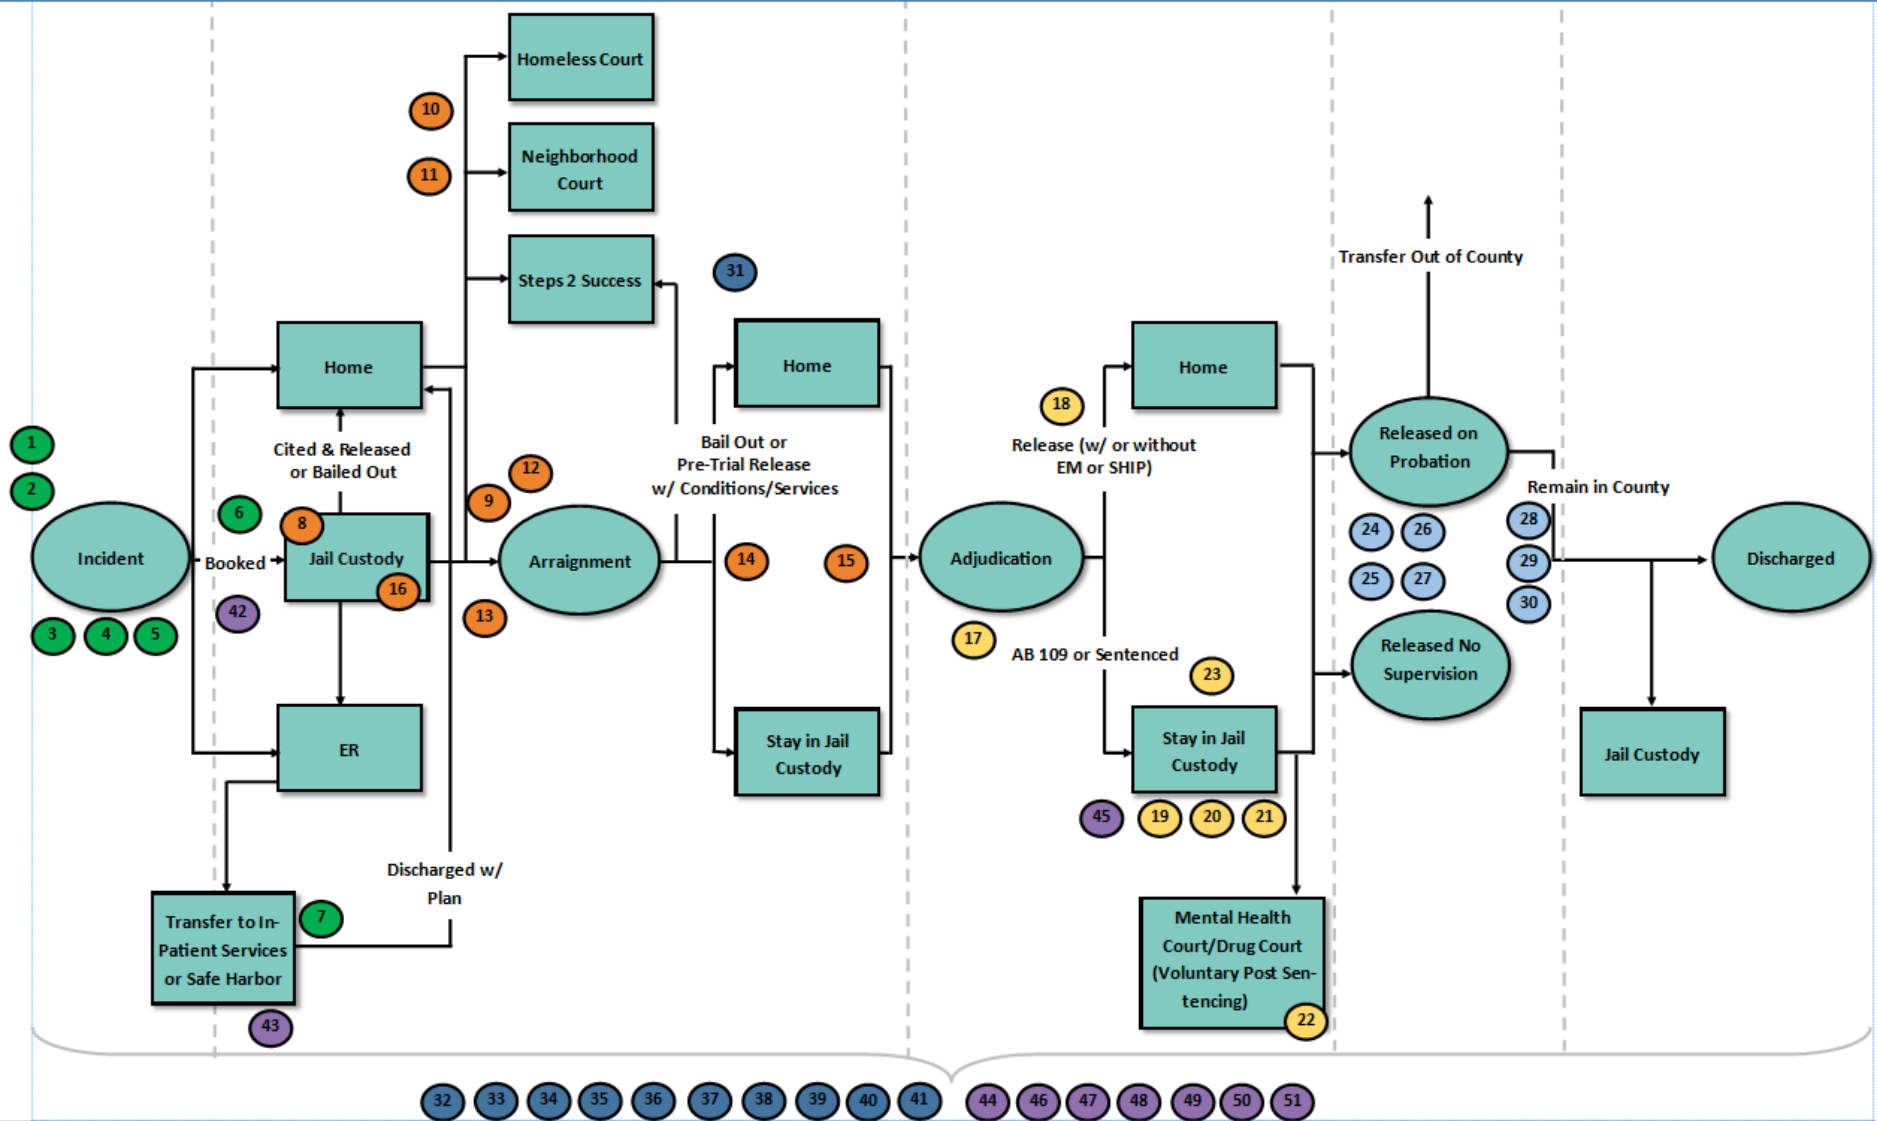 Homeless Court
10
Neighborhood
Court
11
Steps 2 Success
31
Transfer Out of County
Home
Home
Home
18
1
2
Cited & Released
or Bailed Out
Bail Out or
Pre-Trial Release
w/ Conditions/Services
Release (w/ or without
EM or SHIP)
Released on
Probation
Remain in County
12
9
6
8
Incident
Booked
Jail Custody
16
Arraignment
14
15
Adjudication
24
26
28
25
27
29
30
Discharged
42
13
3
4
5
17
AB 109 or Sentenced
23
Released No
Supervision
ER
Stay in Jail
Custody
Stay in Jail
Custody
Jail Custody
45
19
20
21
Discharged w/
Plan
Transfer to In-
Patient Services
or Safe Harbor
7
43
Mental Health
Court/Drug Court
(Voluntary Post Sen-
tencing)
22
32
33
34
35
36
37
38
39
40
41
44
46
47
48
49
50
51